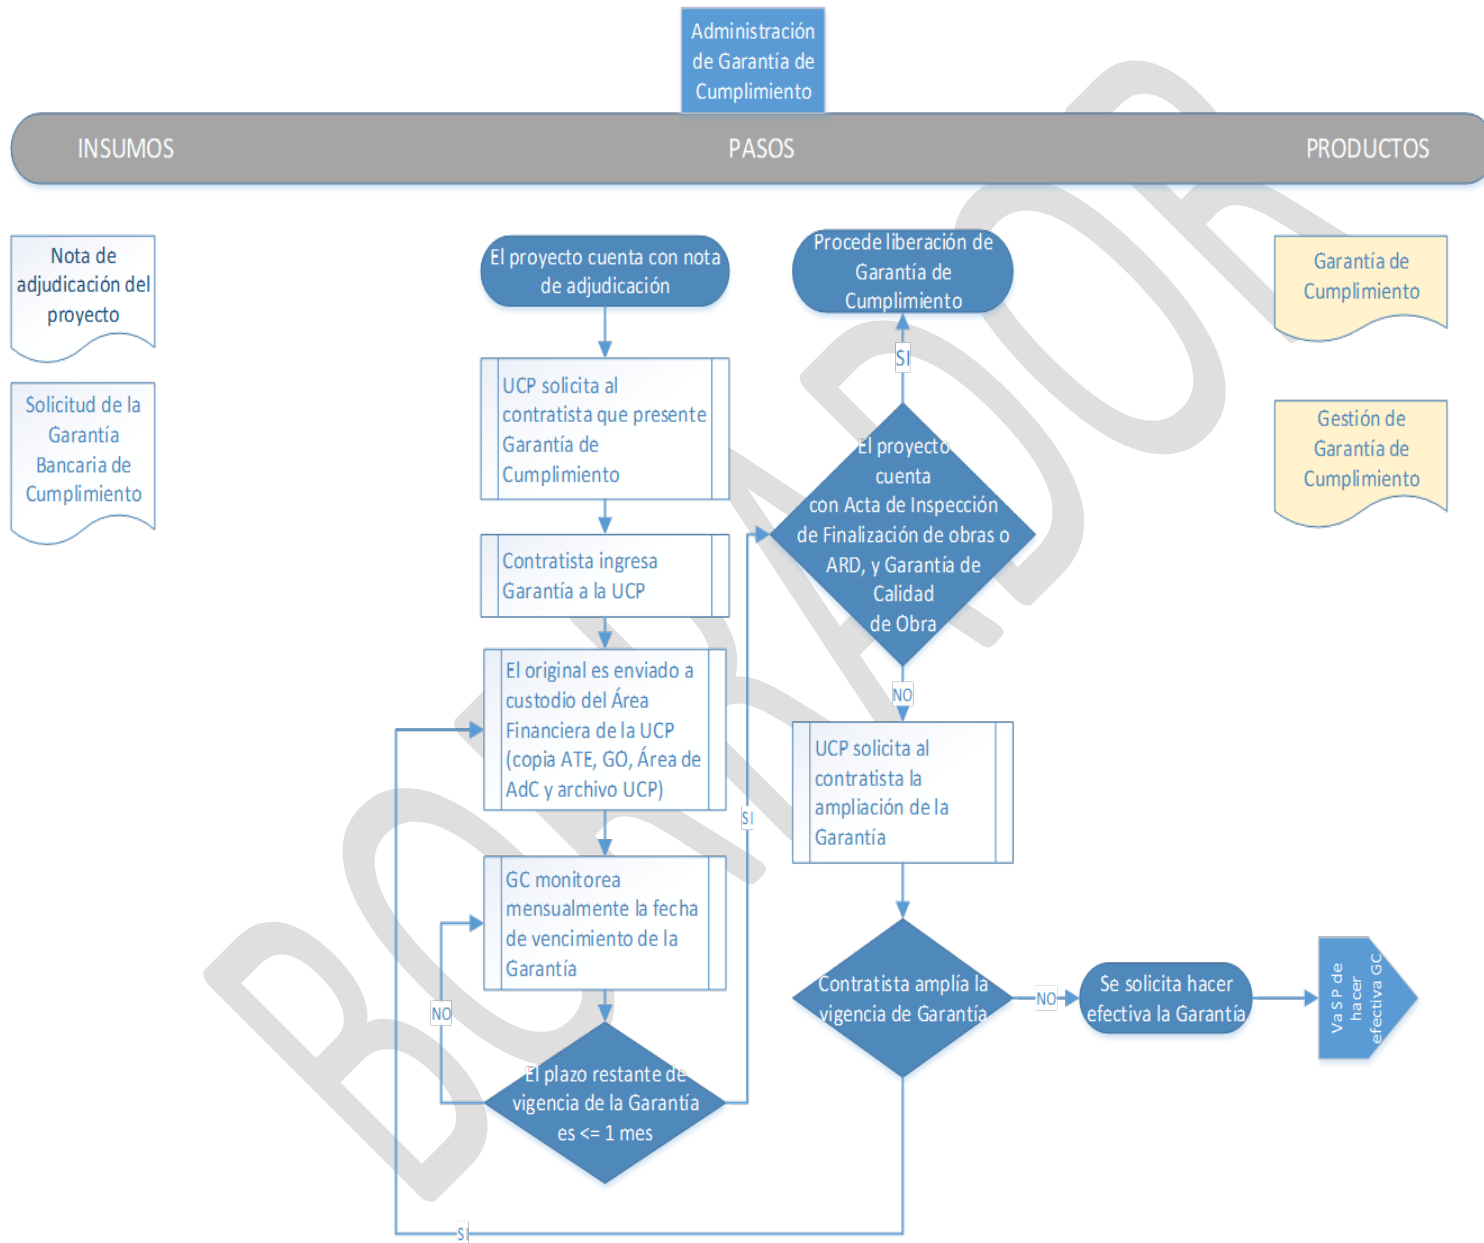 Administración
de Garantía de
Cumplimiento
INSUMOS
PASOS
PRODUCTOS
Nota de
adjudicación del
proyecto
Solicitud de la
Garantía
Bancaria de
Cumplimiento
El proyecto cuenta con nota
de adjudicación
UCP solicita al
contratista que presente
Garantía de
Cumplimiento
Contratista ingresa
Garantía a la UCP
El original es enviado a
custodio del Área
Financiera de la UCP
(copia ATE, GO, Área de
AdC y archivo UCP)
GC monitorea
mensualmente la fecha
de vencimiento de la
Garantía
NO
El plazo restante de
vigencia de la Garantía
es <= 1 mes
SI
Procede liberación de
Garantía de
Cumplimiento
SI
El proyecto
cuenta
con Acta de Inspección
de Finalización de obras o
ARD, y Garantía de
Calidad
de Obra
NO
UCP solicita al
contratista la
ampliación de la
Garantía
Contratista amplía la
vigencia de Garantía
SI
NO
Se solicita hacer
efectiva la Garantía
Va SP de
hacer
efectiva GC
Garantía de
Cumplimiento
Gestión de
Garantía de
Cumplimiento
BORRADOR